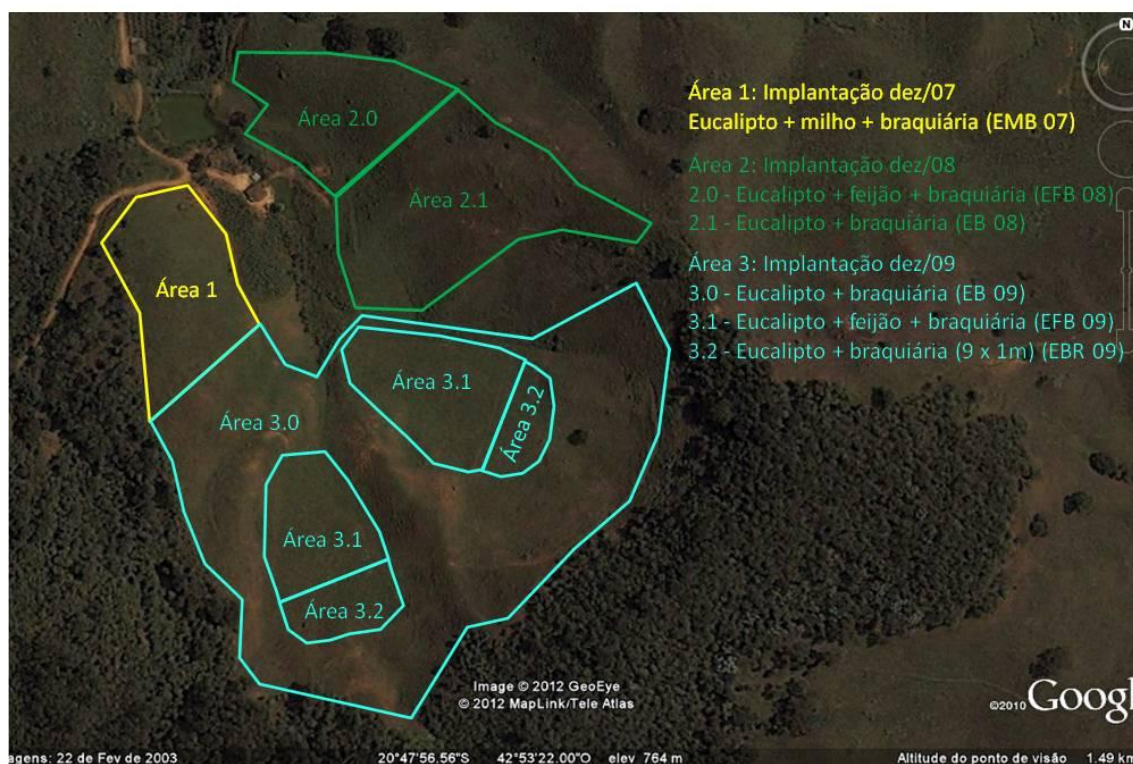 N
Área 1: Implantação dez/07
Eucalipto + milho + braquiária (EMB 07)
Área 2: Implantação dez/08
2.0 - Eucalipto + feijão + braquiária (EFB 08)
2.1 - Eucalipto + braquiária (EB 08)
Área 3: Implantação dez/09
3.0 - Eucalipto + braquiária (EB 09)
3.1 - Eucalipto + feijão + braquiária (EFB 09)
3.2 - Eucalipto + braquiária (9 x 1m) (EBR 09)
Área 2.0
Área 2.1
Área 1
Área 3.1
Área 3.2
Área 3.0
Área 3.1
Área 3.2
Image © 2012 GeoEye
© 2012 MapLink/Tele Atlas
©2010 Googl
agens: 22 de Fev de 2003 20°47'56.56"S 42°53'22.00"O elev 764 m Altitude do ponto de visão 1.49 km